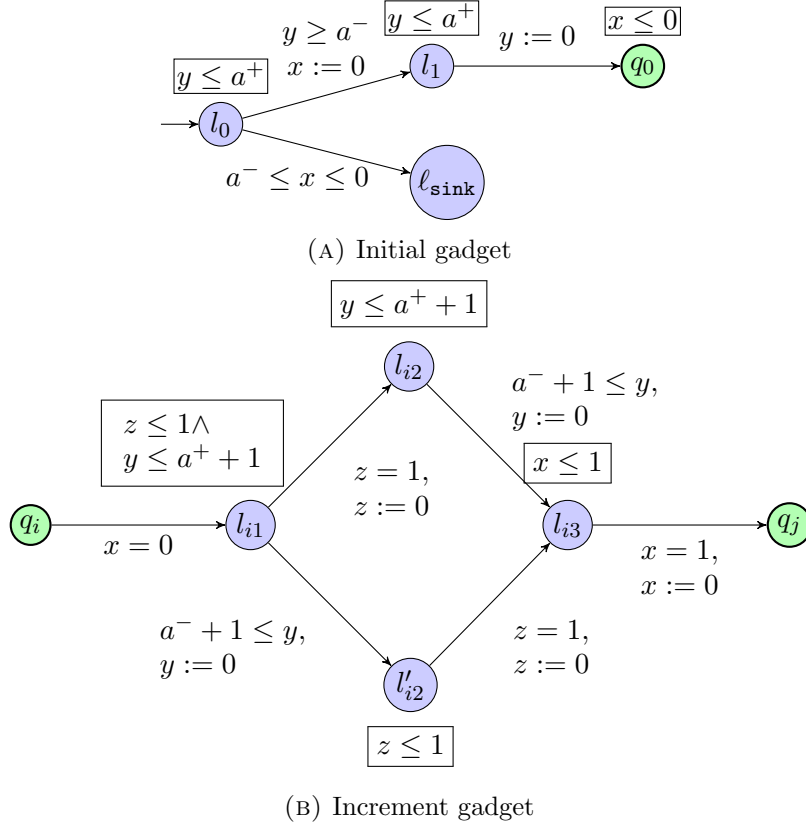 y ≥ a⁻
x := 0
y ≤ a⁺
y := 0
x ≤ 0
y ≤ a⁺
l₁
q₀
l₀
a⁻ ≤ x ≤ 0
ℓ_sink
(A) Initial gadget
y ≤ a⁺ + 1
l_{i2}
z ≤ 1∧
y ≤ a⁺ + 1
a⁻ + 1 ≤ y,
y := 0
x ≤ 1
z = 1,
z := 0
q_i
x = 0
l_{i1}
l_{i3}
x = 1,
x := 0
q_j
a⁻ + 1 ≤ y,
y := 0
z = 1,
z := 0
l'_{i2}
z ≤ 1
(B) Increment gadget